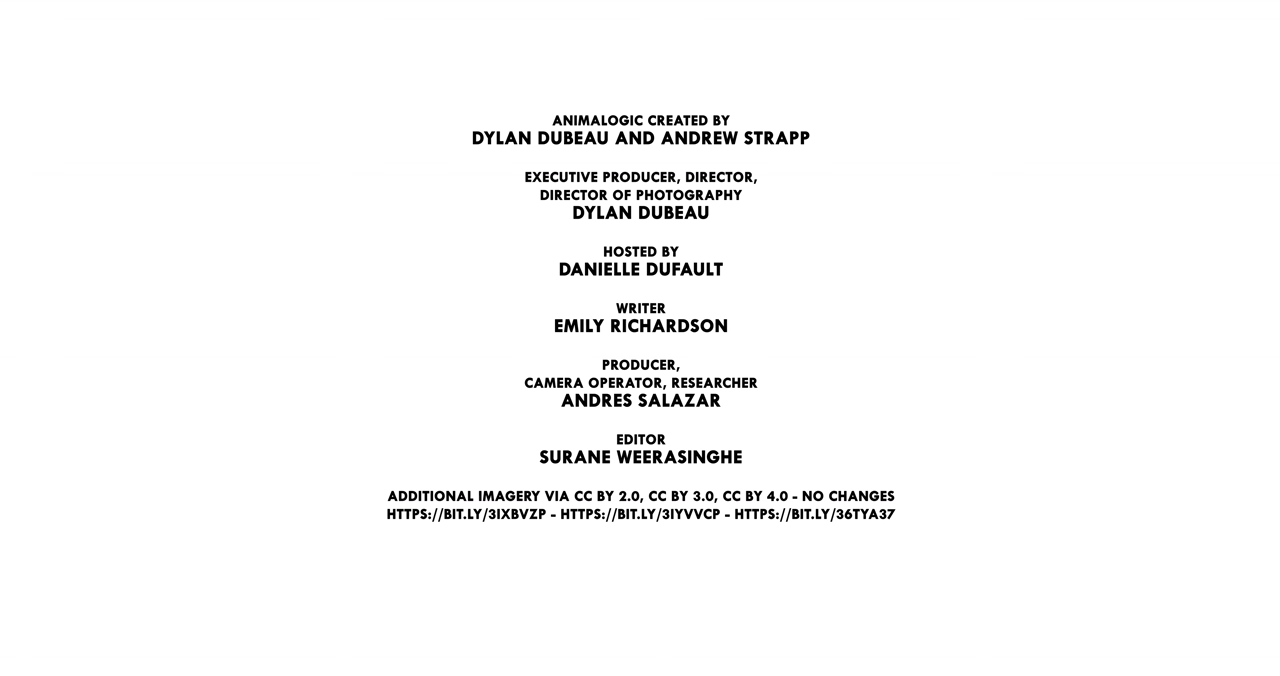 ANIMALOGIC CREATED BY
DYLAN DUBEAU AND ANDREW STRAPP
EXECUTIVE PRODUCER, DIRECTOR,
DIRECTOR OF PHOTOGRAPHY
DYLAN DUBEAU
HOSTED BY
DANIELLE DUFAULT
WRITER
EMILY RICHARDSON
PRODUCER,
CAMERA OPERATOR, RESEARCHER
ANDRES SALAZAR
EDITOR
SURANE WEERASINGHE
ADDITIONAL IMAGERY VIA CC BY 2.0, CC BY 3.0, CC BY 4.0 - NO CHANGES
HTTPS://BIT.LY/3IXBVZP - HTTPS://BIT.LY/3IYVVCP - HTTPS://BIT.LY/36TYA37